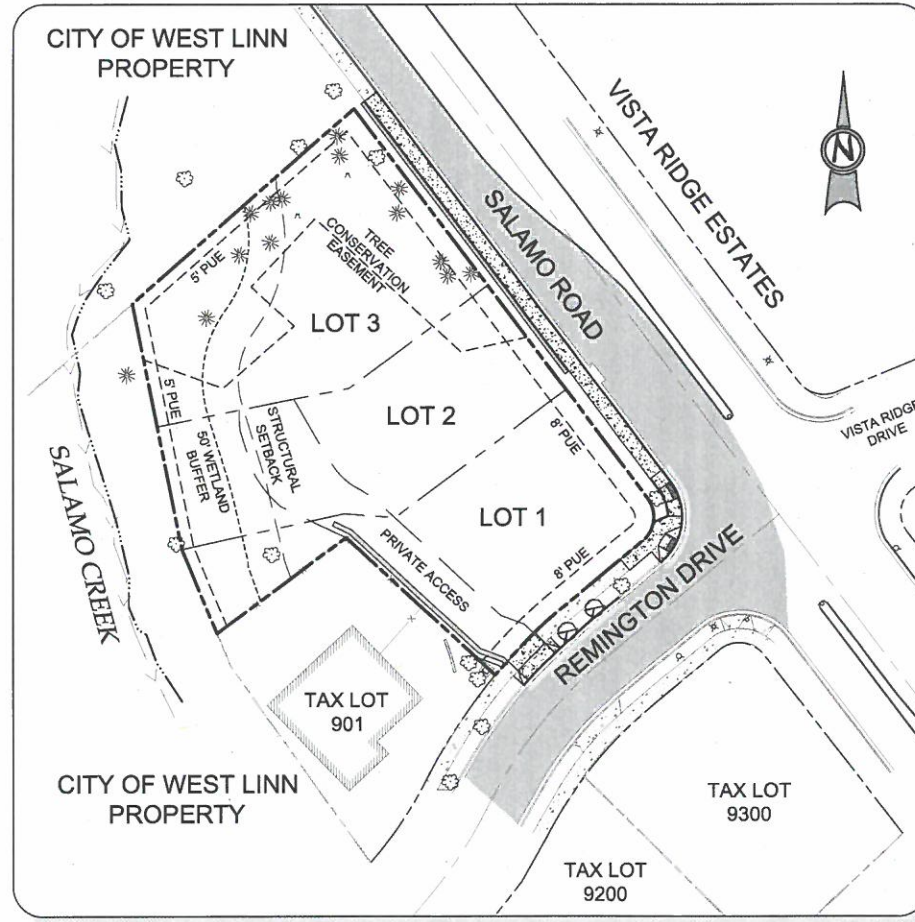 CITY OF WEST LINN
PROPERTY
VISTA RIDGE ESTATES
N
SALAMO ROAD
TREE
CONSERVATION
EASEMENT
5' PUE
LOT 3
5' PUE
LOT 2
STRUCTURAL
SETBACK
50' WETLAND
BUFFER
8' PUE
VISTA RIDGE
DRIVE
SALAMO CREEK
LOT 1
PRIVATE ACCESS
8' PUE
REMINGTON DRIVE
TAX LOT
901
CITY OF WEST LINN
PROPERTY
TAX LOT
9300
TAX LOT
9200